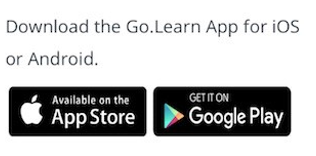 Download the Go.Learn App for iOS
or Android.
Available on the
App Store
GET IT ON
Google Play